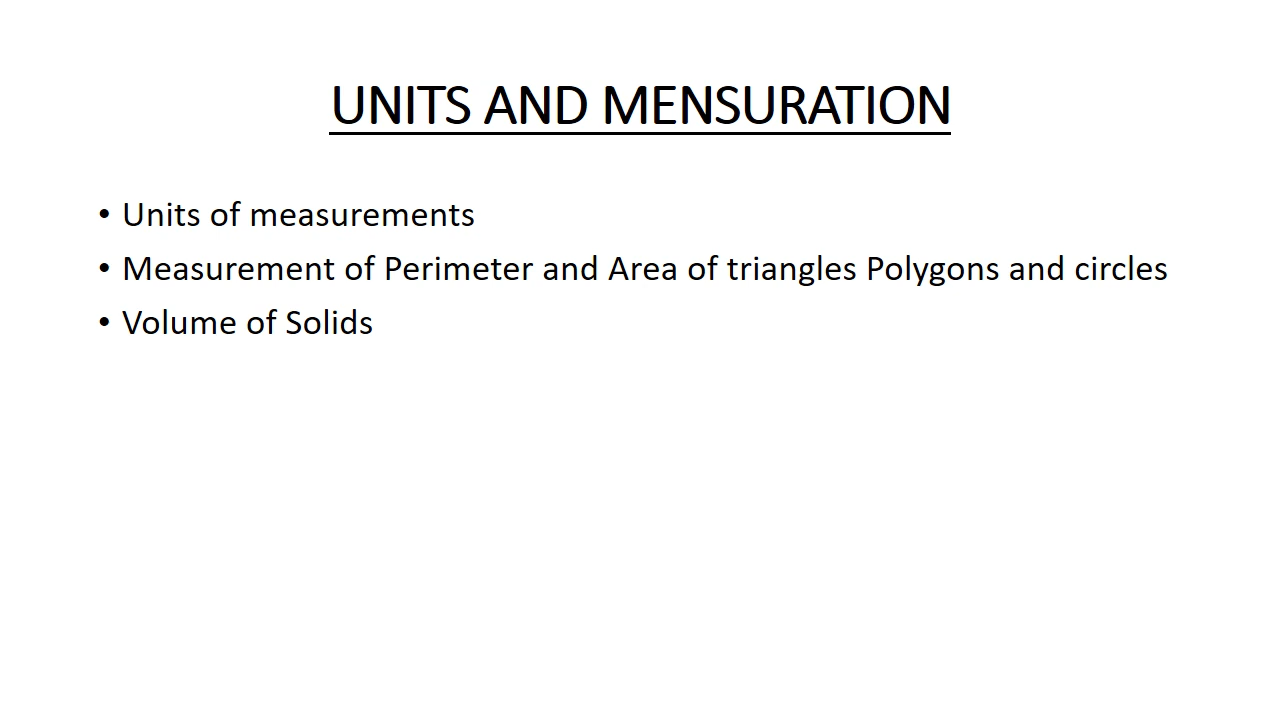 UNITS AND MENSURATION
• Units of measurements
• Measurement of Perimeter and Area of triangles Polygons and circles
• Volume of Solids